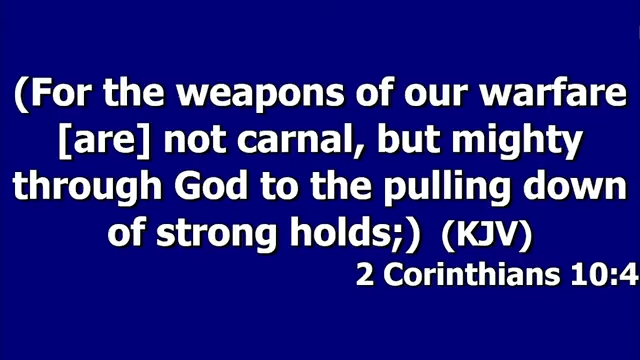 (For the weapons of our warfare
[are] not carnal, but mighty
through God to the pulling down
of strong holds;) (KJV)
2 Corinthians 10:4